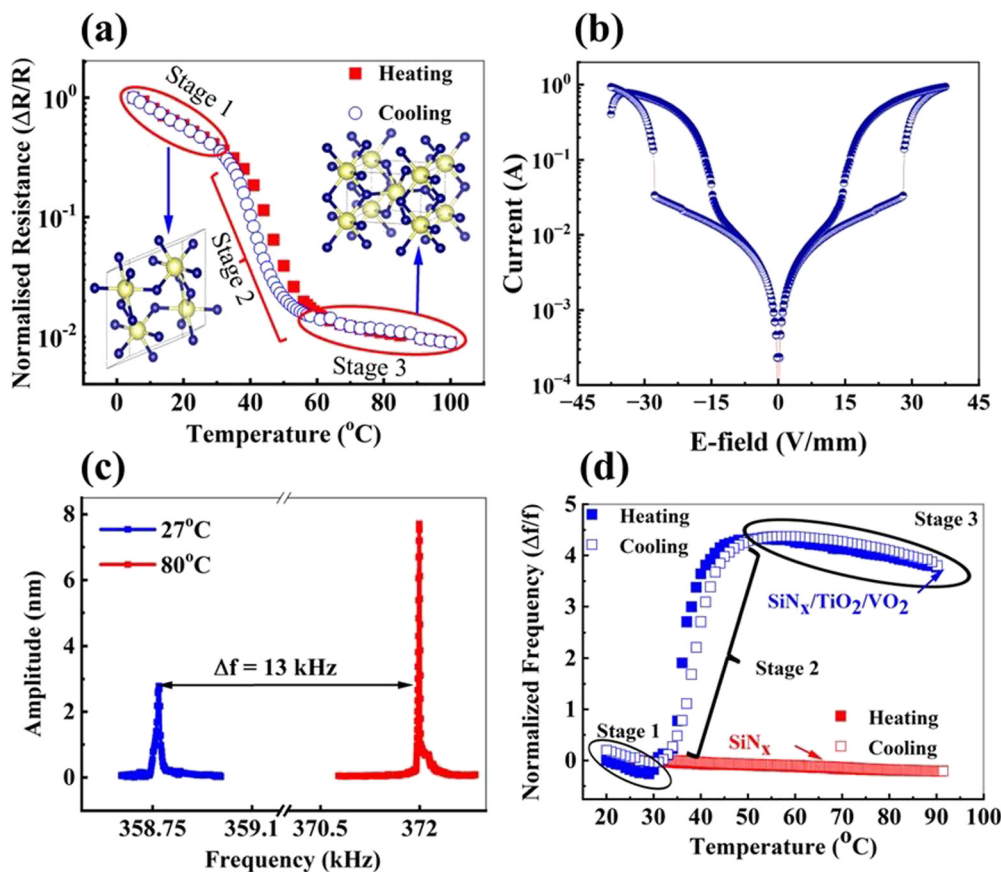 (a)
Normalised Resistance (ΔR/R)
10⁰
10⁻¹
10⁻²
Stage 1
Stage 2
Stage 3
Heating
Cooling
0 20 40 60 80 100
Temperature (°C)
(b)
Current (A)
10⁰
10⁻¹
10⁻²
10⁻³
10⁻⁴
−45 −30 −15 0 15 30 45
E-field (V/mm)
(c)
Amplitude (nm)
8
6
4
2
0
27°C
80°C
Δf = 13 kHz
358.75 359.1 370.5 372
Frequency (kHz)
(d)
Normalized Frequency (Δf/f)
5
4
3
2
1
0
Heating
Cooling
Stage 3
SiNₓ/TiO₂/VO₂
Stage 2
Stage 1
Heating
SiNₓ
Cooling
20 30 40 50 60 70 80 90 100
Temperature (°C)